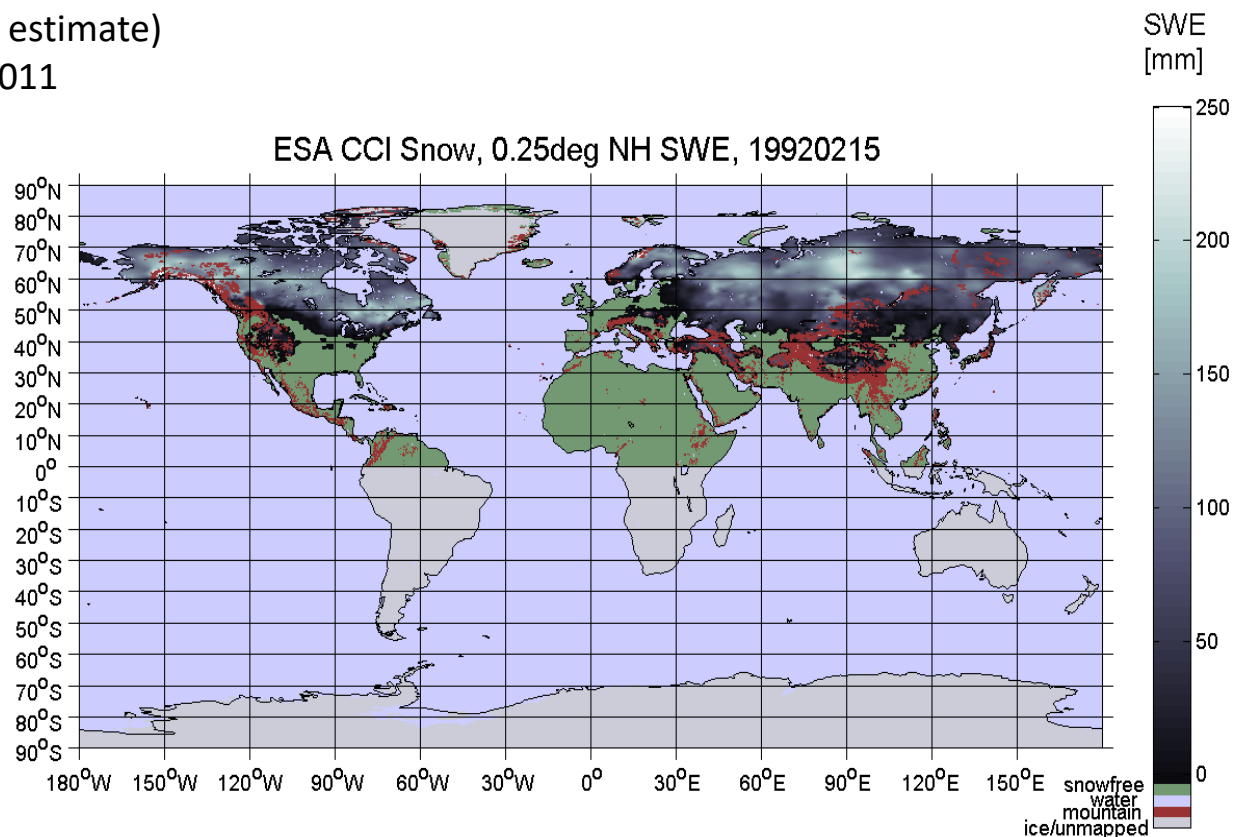 estimate)
011
SWE
[mm]
ESA CCI Snow, 0.25deg NH SWE, 19920215
250
200
150
100
50
0
90°N
80°N
70°N
60°N
50°N
40°N
30°N
20°N
10°N
0°
10°S
20°S
30°S
40°S
50°S
60°S
70°S
80°S
90°S
180°W 150°W 120°W 90°W 60°W 30°W 0° 30°E 60°E 90°E 120°E 150°E
snowfree
water
mountain
ice/unmapped